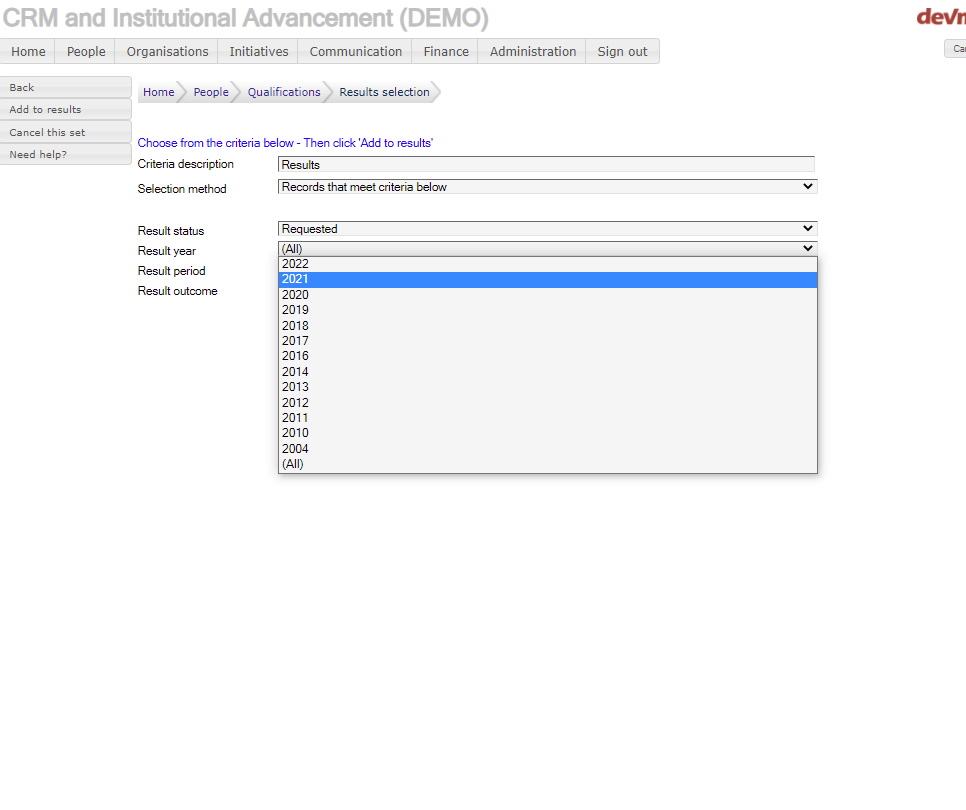 CRM and Institutional Advancement (DEMO)
Home People Organisations Initiatives Communication Finance Administration Sign out
Back
Add to results
Cancel this set
Need help?
Home People Qualifications Results selection
Choose from the criteria below - Then click 'Add to results'
Criteria description Results
Selection method Records that meet criteria below
Result status Requested
Result year (All)
Result period
Result outcome
2022
2021
2020
2019
2018
2017
2016
2014
2013
2012
2011
2010
2004
(All)